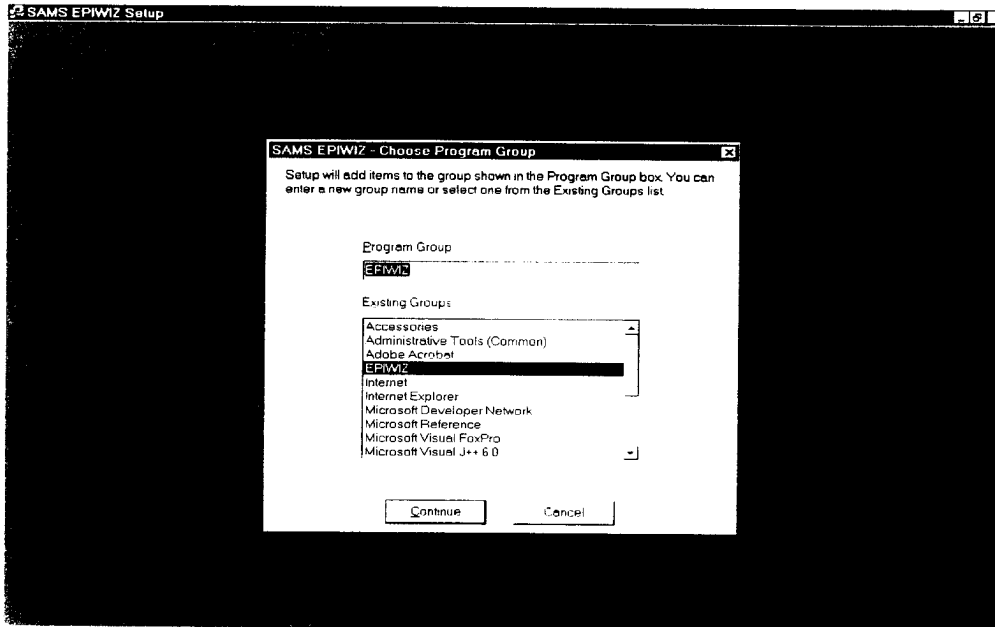 SAMS EPIWIZ Setup
SAMS EPIWIZ - Choose Program Group
Setup will add items to the group shown in the Program Group box. You can
enter a new group name or select one from the Existing Groups list
Program Group
EPIWIZ
Existing Groups
Accessories
Administrative Tools (Common)
Adobe Acrobat
EPIWIZ
Internet
Internet Explorer
Microsoft Developer Network
Microsoft Reference
Microsoft Visual FoxPro
Microsoft Visual J++ 6.0
Continue
Cancel